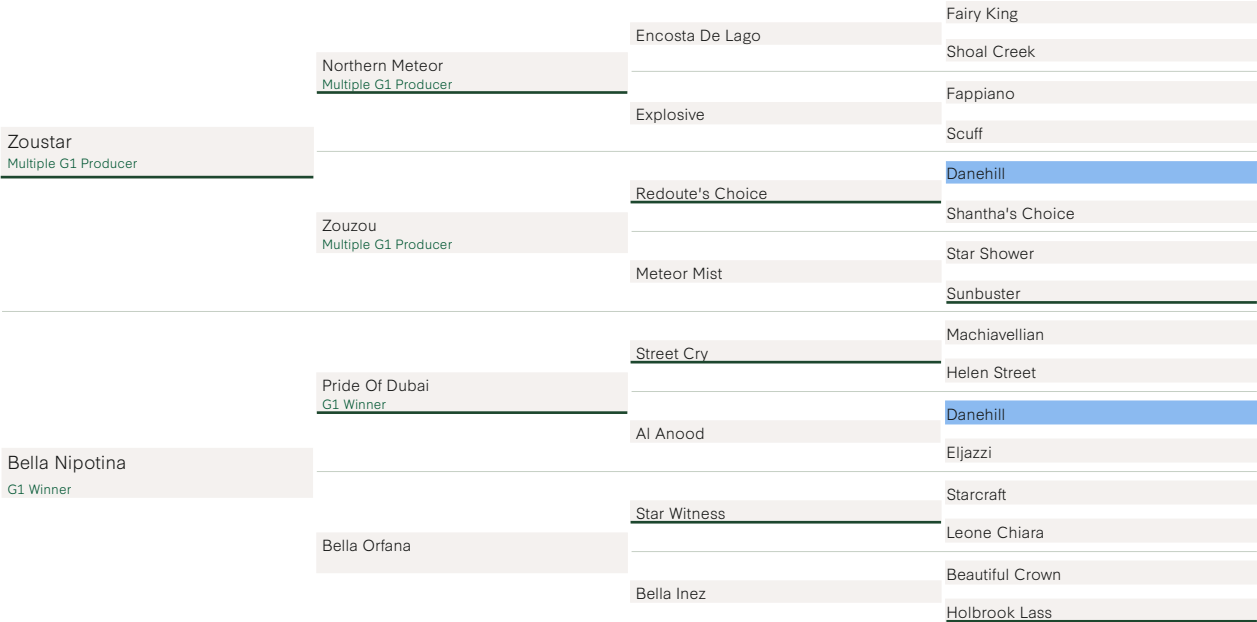 Zoustar
Multiple G1 Producer
Bella Nipotina
G1 Winner
Northern Meteor
Multiple G1 Producer
Zouzou
Multiple G1 Producer
Pride Of Dubai
G1 Winner
Bella Orfana
Encosta De Lago
Explosive
Redoute's Choice
Meteor Mist
Street Cry
Al Anood
Star Witness
Bella Inez
Fairy King
Shoal Creek
Fappiano
Scuff
Danehill
Shantha's Choice
Star Shower
Sunbuster
Machiavellian
Helen Street
Danehill
Eljazzi
Starcraft
Leone Chiara
Beautiful Crown
Holbrook Lass